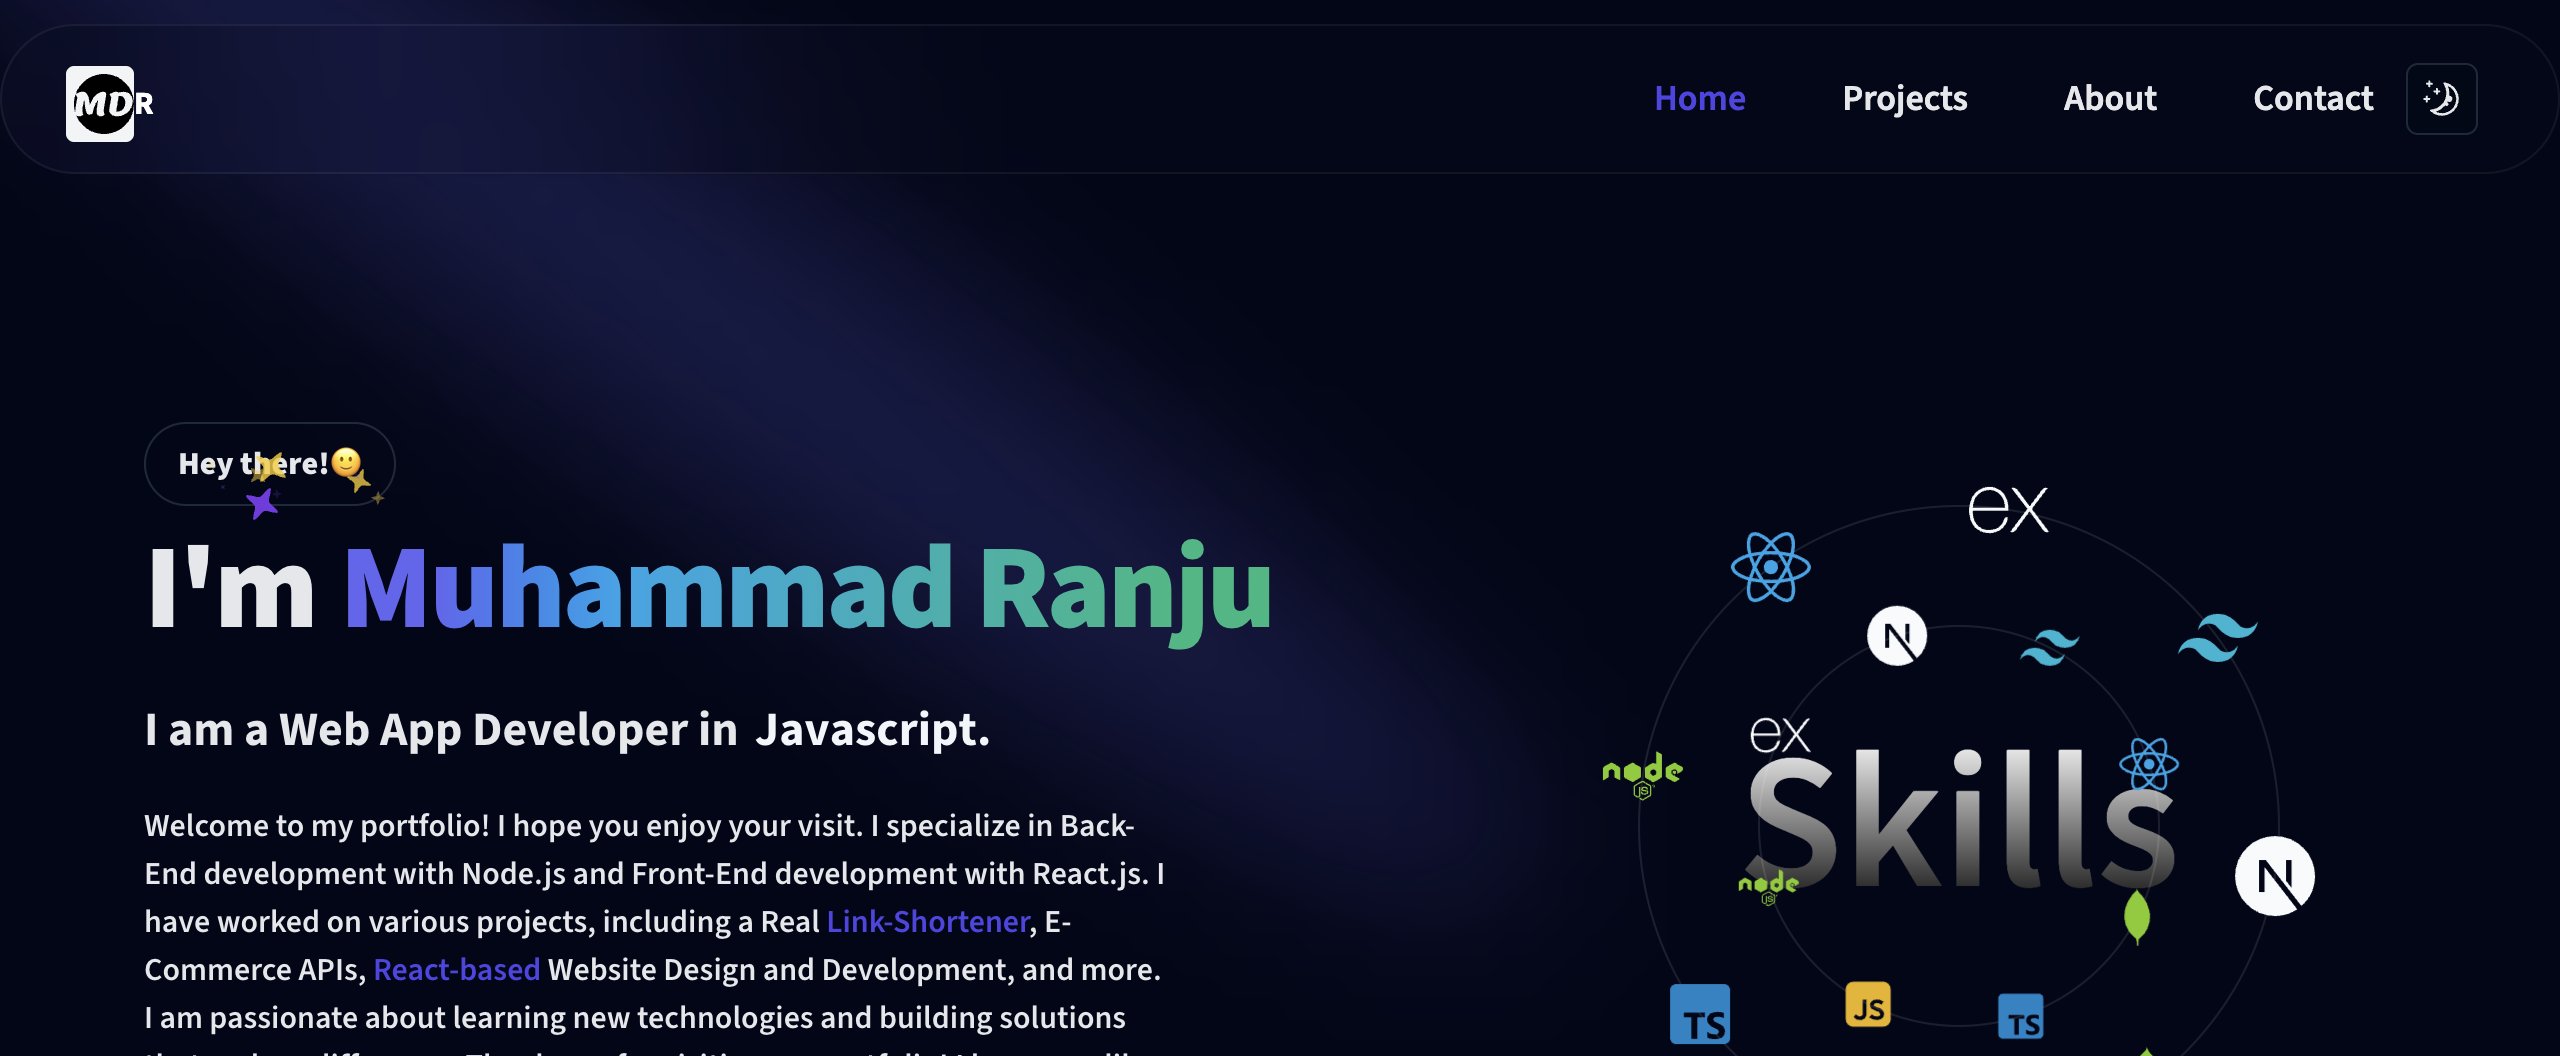 MDR
Home
Projects
About
Contact
Hey there!🙂
I'm Muhammad Ranju
I am a Web App Developer in Javascript.
Welcome to my portfolio! I hope you enjoy your visit. I specialize in Back-
End development with Node.js and Front-End development with React.js. I
have worked on various projects, including a Real Link-Shortener, E-
Commerce APIs, React-based Website Design and Development, and more.
I am passionate about learning new technologies and building solutions
ex
N
ex
Skills
node
JS
node
JS
N
TS
JS
TS